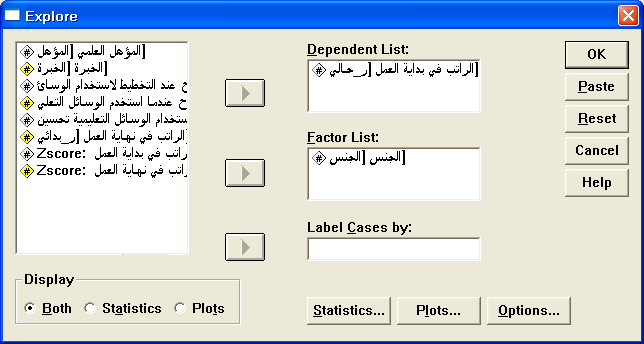 Explore
المؤهل العلمي [المؤهل]
الخبرة [الخبرة]
ح عند التخطيط لاستخدام الوسائ
ح عندما استخدم الوسائل التعلي
ستخدام الوسائل التعليمية تحسين
الراتب في نهاية العمل [ر_بدائي]
Zscore: راتب في بداية العمل
Zscore: راتب في نهاية العمل
Dependent List:
الراتب في بداية العمل [ر_حالي]
Factor List:
الجنس [الجنس]
Label Cases by:
OK
Paste
Reset
Cancel
Help
Display
Both
Statistics
Plots
Statistics...
Plots...
Options...